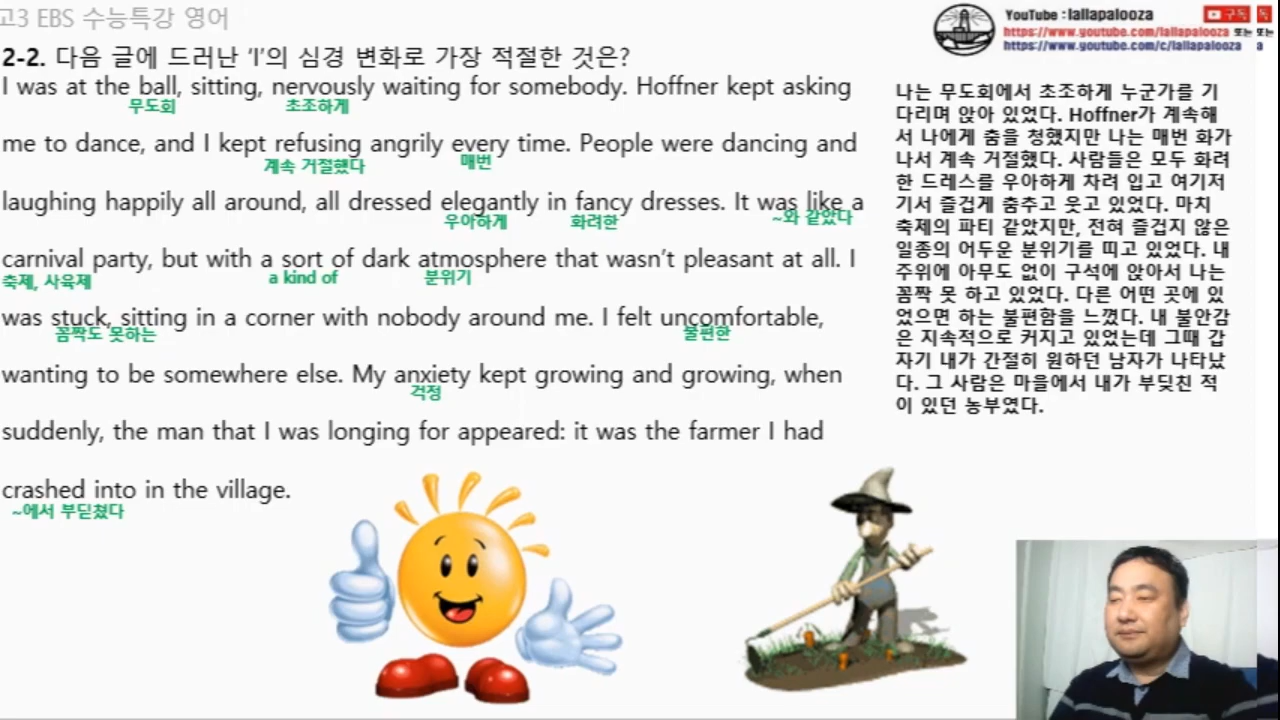 고3 EBS 수능특강 영어
2-2. 다음 글에 드러난 'I'의 심경 변화로 가장 적절한 것은?
I was at the ball, sitting, nervously waiting for somebody. Hoffner kept asking
무도회 초조하게
me to dance, and I kept refusing angrily every time. People were dancing and
계속 거절했다 매번
laughing happily all around, all dressed elegantly in fancy dresses. It was like a
우아하게 화려한 ~와 같았다
carnival party, but with a sort of dark atmosphere that wasn't pleasant at all. I
축제, 사육제 a kind of 분위기
was stuck, sitting in a corner with nobody around me. I felt uncomfortable,
꼼짝도 못하는 불편한
wanting to be somewhere else. My anxiety kept growing and growing, when
걱정
suddenly, the man that I was longing for appeared: it was the farmer I had
crashed into in the village.
~에서 부딛쳤다
YouTube : lallapalooza
구독 독
https://www.youtube.com/lallapalooza 또는 또는
https://www.youtube.com/c/lallapalooza a
나는 무도회에서 초조하게 누군가를 기
다리며 앉아 있었다. Hoffner가 계속해
서 나에게 춤을 청했지만 나는 매번 화가
나서 계속 거절했다. 사람들은 모두 화려
한 드레스를 우아하게 차려 입고 여기저
기서 즐겁게 춤추고 웃고 있었다. 마치
축제의 파티 같았지만, 전혀 즐겁지 않은
일종의 어두운 분위기를 띠고 있었다. 내
주위에 아무도 없이 구석에 앉아서 나는
꼼짝 못 하고 있었다. 다른 어떤 곳에 있
었으면 하는 불편함을 느꼈다. 내 불안감
은 지속적으로 커지고 있었는데 그때 갑
자기 내가 간절히 원하던 남자가 나타났
다. 그 사람은 마을에서 내가 부딪친 적
이 있던 농부였다.